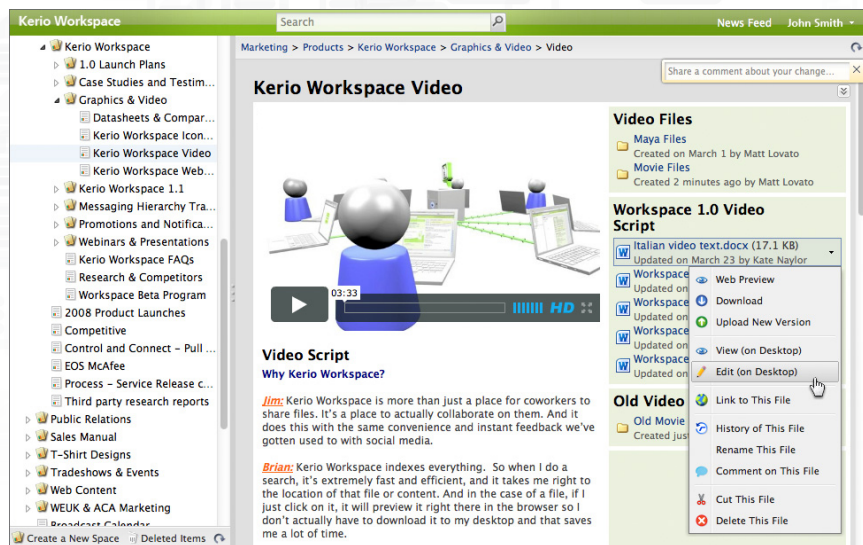 Kerio Workspace
Search
News Feed John Smith
Kerio Workspace
1.0 Launch Plans
Case Studies and Testim...
Graphics & Video
Datasheets & Compar...
Kerio Workspace Icon...
Kerio Workspace Video
Kerio Workspace Web...
Kerio Workspace 1.1
Messaging Hierarchy Tra...
Promotions and Notifica...
Webinars & Presentations
Kerio Workspace FAQs
Research & Competitors
Workspace Beta Program
2008 Product Launches
Competitive
Control and Connect – Pull ...
EOS McAfee
Process – Service Release c...
Third party research reports
Public Relations
Sales Manual
T-Shirt Designs
Tradeshows & Events
Web Content
WEUK & ACA Marketing
Broadcast Calendar
Create a New Space Deleted Items
Marketing > Products > Kerio Workspace > Graphics & Video > Video
Share a comment about your change...
Kerio Workspace Video
03:33
HD
Video Script
Why Kerio Workspace?
Jim: Kerio Workspace is more than just a place for coworkers to
share files. It's a place to actually collaborate on them. And it
does this with the same convenience and instant feedback we've
gotten used to with social media.
Brian: Kerio Workspace indexes everything. So when I do a
search, it's extremely fast and efficient, and it takes me right to
the location of that file or content. And in the case of a file, if I
just click on it, it will preview it right there in the browser so I
don't actually have to download it to my desktop and that saves
me a lot of time.
Video Files
Maya Files
Created on March 1 by Matt Lovato
Movie Files
Created 2 minutes ago by Matt Lovato
Workspace 1.0 Video
Script
Italian video text.docx (17.1 KB)
Updated on March 23 by Kate Naylor
Workspace
Updated on
Workspace
Updated on
Workspace
Updated on
Workspace
Updated on
Old Video
Old Movie
Created just
Web Preview
Download
Upload New Version
View (on Desktop)
Edit (on Desktop)
Link to This File
History of This File
Rename This File
Comment on This File
Cut This File
Delete This File